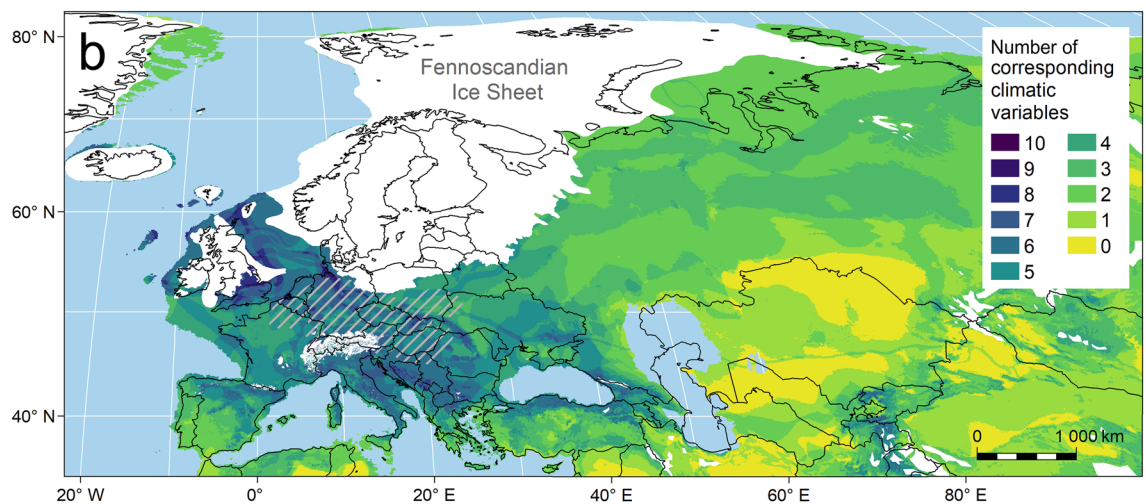 b
80° N
60° N
40° N
Fennoscandian
Ice Sheet
Number of
corresponding
climatic
variables
10
9
8
7
6
5
4
3
2
1
0
0 1 000 km
20° W 0° 20° E 40° E 60° E 80° E